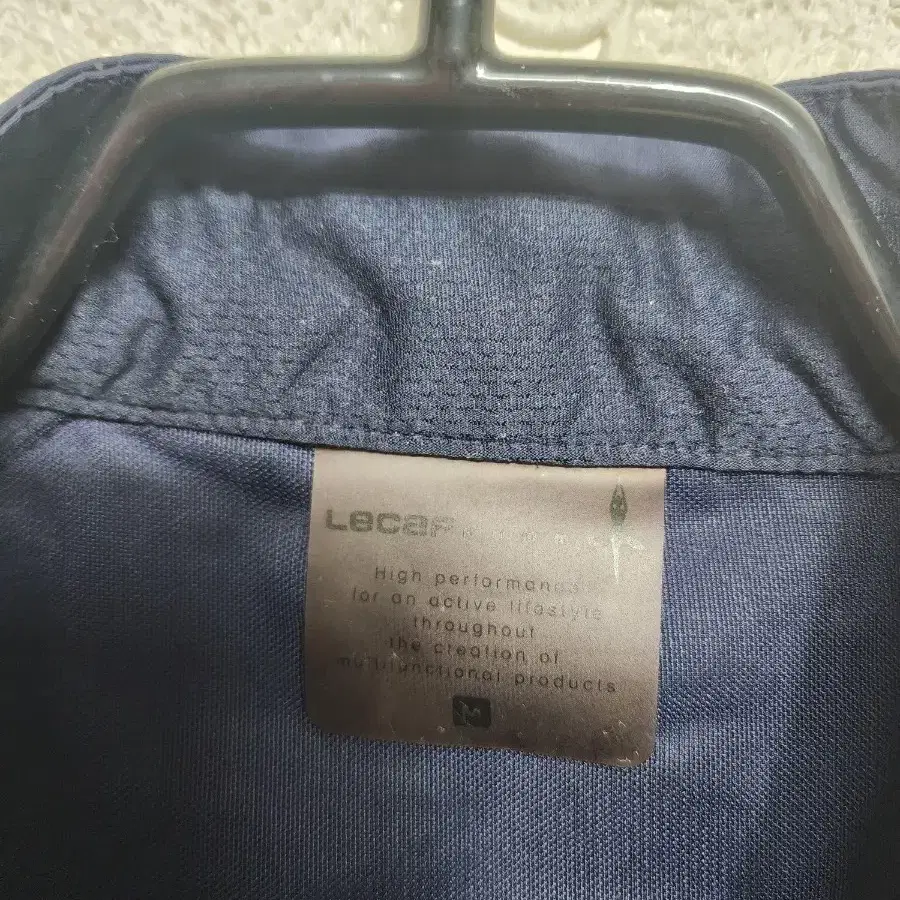 Lecaf
High performance
for an active lifestyle
throughout
the creation of
multifunctional products